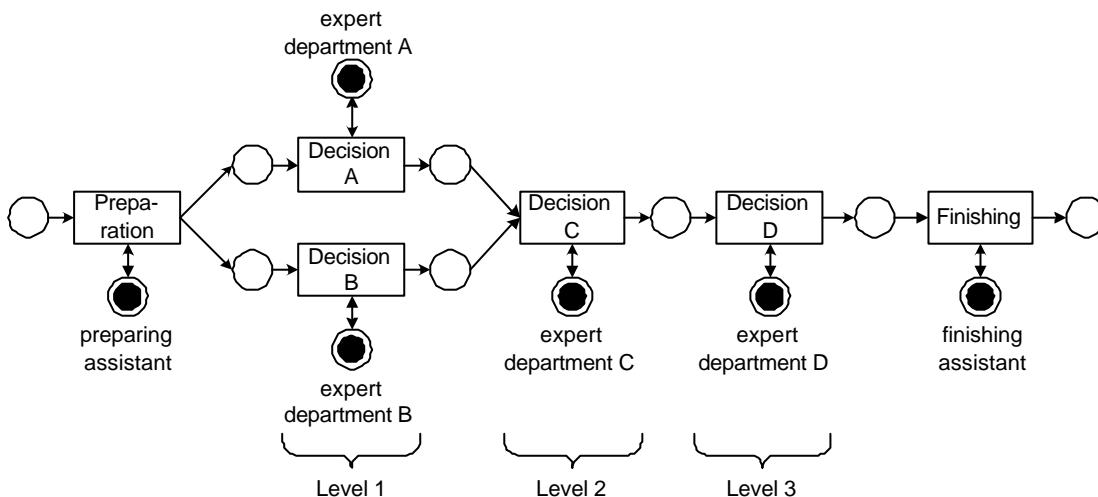 expert
department A
Decision
A
Prepa-
ration
Decision
B
Decision
C
Decision
D
Finishing
preparing
assistant
expert
department B
expert
department C
expert
department D
finishing
assistant
Level 1
Level 2
Level 3